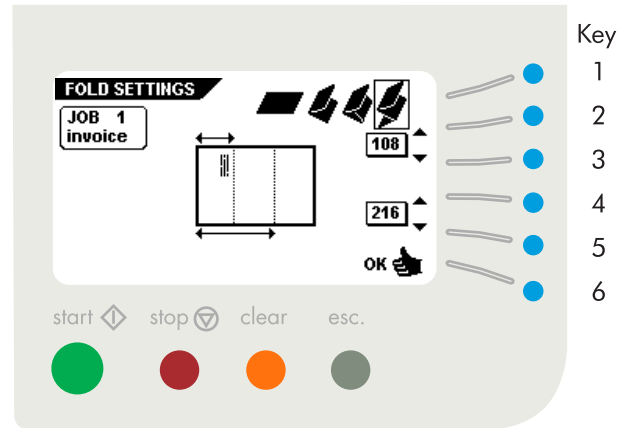 Key
FOLD SETTINGS
1
JOB 1
invoice
2
108
3
4
216
5
OK
6
start stop clear esc.